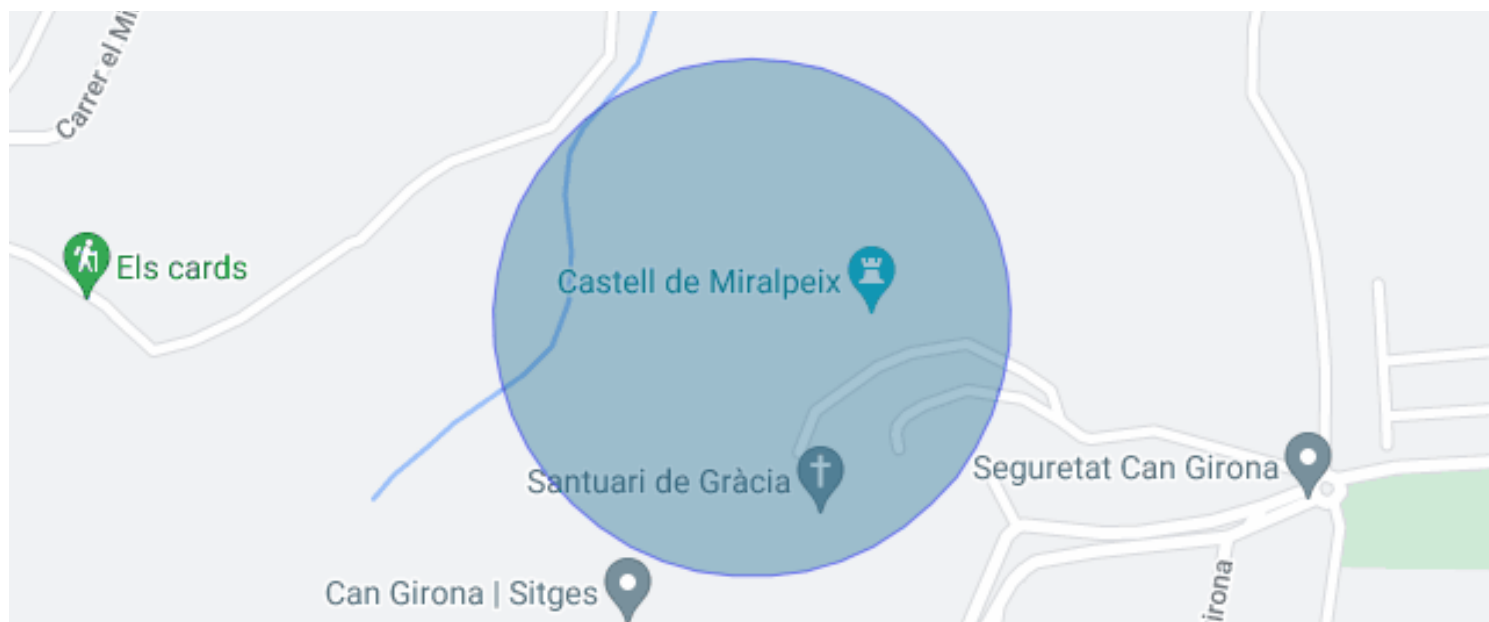 Carrer el Mi
Els cards
Castell de Miralpeix
Santuari de Gràcia
Seguretat Can Girona
Can Girona | Sitges
irona